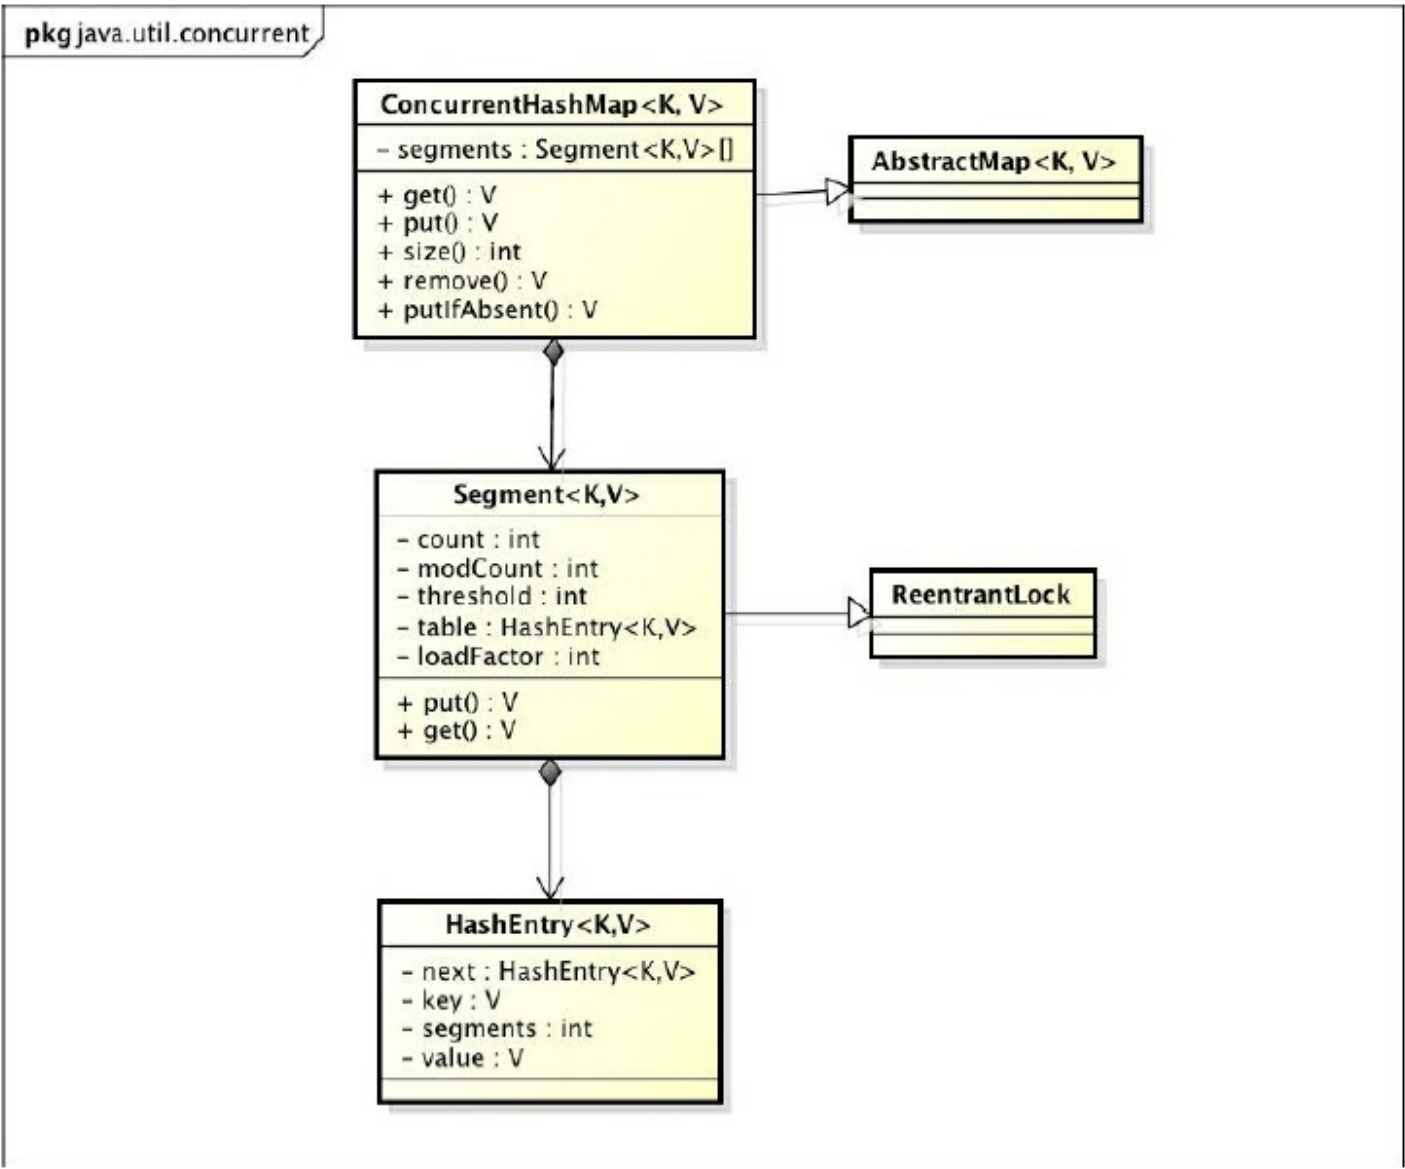 pkg java.util.concurrent
ConcurrentHashMap<K, V>
- segments : Segment<K,V>[]
+ get() : V
+ put() : V
+ size() : int
+ remove() : V
+ putIfAbsent() : V
AbstractMap<K, V>
Segment<K,V>
- count : int
- modCount : int
- threshold : int
- table : HashEntry<K,V>
- loadFactor : int
+ put() : V
+ get() : V
ReentrantLock
HashEntry<K,V>
- next : HashEntry<K,V>
- key : V
- segments : int
- value : V